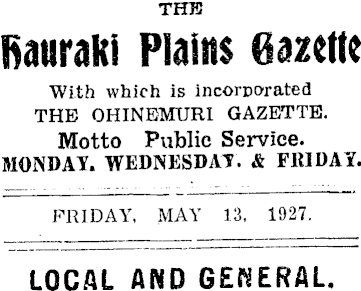 THE
Hauraki Plains Gazette
With which is incorporated
THE OHINEMURI GAZETTE.
Motto Public Service.
MONDAY, WEDNESDAY, & FRIDAY.
FRIDAY, MAY 13, 1927.
LOCAL AND GENERAL.